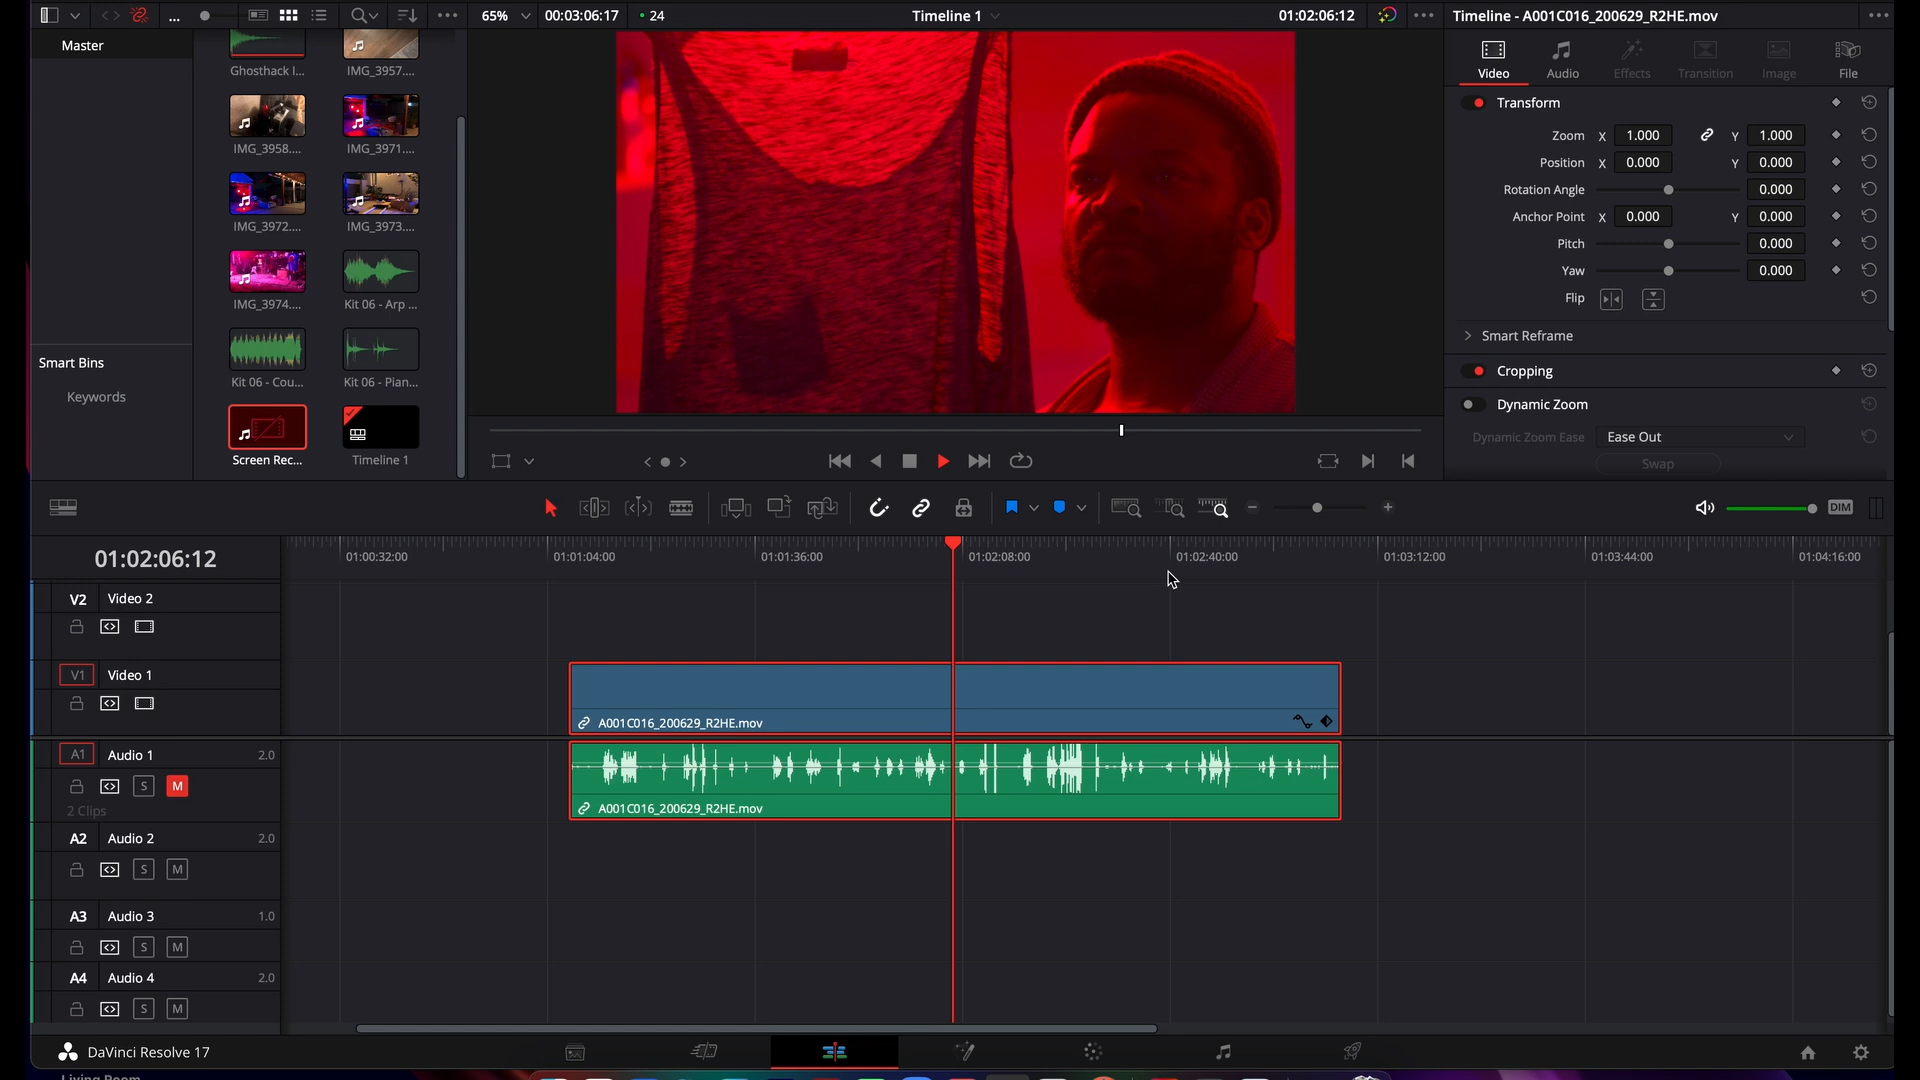 ...
65%
00:03:06:17
24
Timeline 1
01:02:06:12
Timeline - A001C016_200629_R2HE.mov
Master
Ghosthack I...
IMG_3957....
IMG_3958....
IMG_3971....
IMG_3972....
IMG_3973....
IMG_3974....
Kit 06 - Arp ...
Kit 06 - Cou...
Kit 06 - Pian...
Screen Rec...
Timeline 1
Smart Bins
Keywords
Video
Audio
Effects
Transition
Image
File
Transform
Zoom X 1.000 Y 1.000
Position X 0.000 Y 0.000
Rotation Angle 0.000
Anchor Point X 0.000 Y 0.000
Pitch 0.000
Yaw 0.000
Flip
Smart Reframe
Cropping
Dynamic Zoom
Dynamic Zoom Ease Ease Out
Swap
DIM
01:02:06:12
01:00:32:00
01:01:04:00
01:01:36:00
01:02:08:00
01:02:40:00
01:03:12:00
01:03:44:00
01:04:16:00
V2 Video 2
V1 Video 1
A001C016_200629_R2HE.mov
A1 Audio 1 2.0
S M
2 Clips
A001C016_200629_R2HE.mov
A2 Audio 2 2.0
S M
A3 Audio 3 1.0
S M
A4 Audio 4 2.0
S M
DaVinci Resolve 17
Living Room